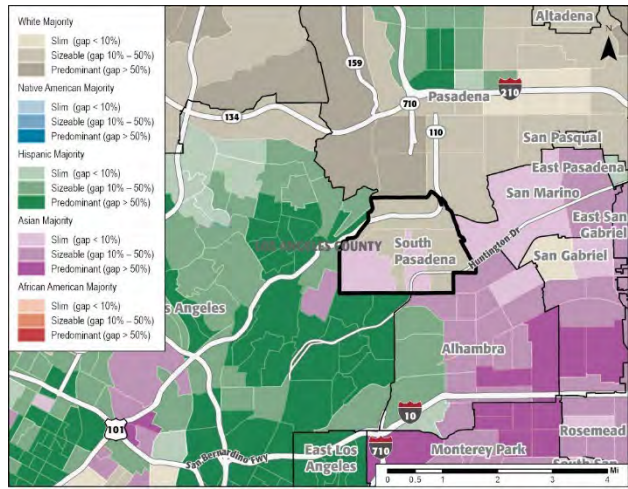 White Majority
Slim (gap < 10%)
Sizeable (gap 10% – 50%)
Predominant (gap > 50%)
Native American Majority
Slim (gap < 10%)
Sizeable (gap 10% – 50%)
Predominant (gap > 50%)
Hispanic Majority
Slim (gap < 10%)
Sizeable (gap 10% – 50%)
Predominant (gap > 50%)
Asian Majority
Slim (gap < 10%)
Sizeable (gap 10% – 50%)
Predominant (gap > 50%)
African American Majority
Slim (gap < 10%)
Sizeable (gap 10% – 50%)
Predominant (gap > 50%)
Altadena
N
159
710
Pasadena
210
134
110
San Pasqual
East Pasadena
San Marino
East San
Gabriel
LOS ANGELES COUNTY
South
Pasadena
Huntington Dr
San Gabriel
os Angeles
Alhambra
10
101
San Bernardino Fwy
East Los
Angeles
710
Monterey Park
Rosemead
South San
0 0.5 1 2 3 4 Mi